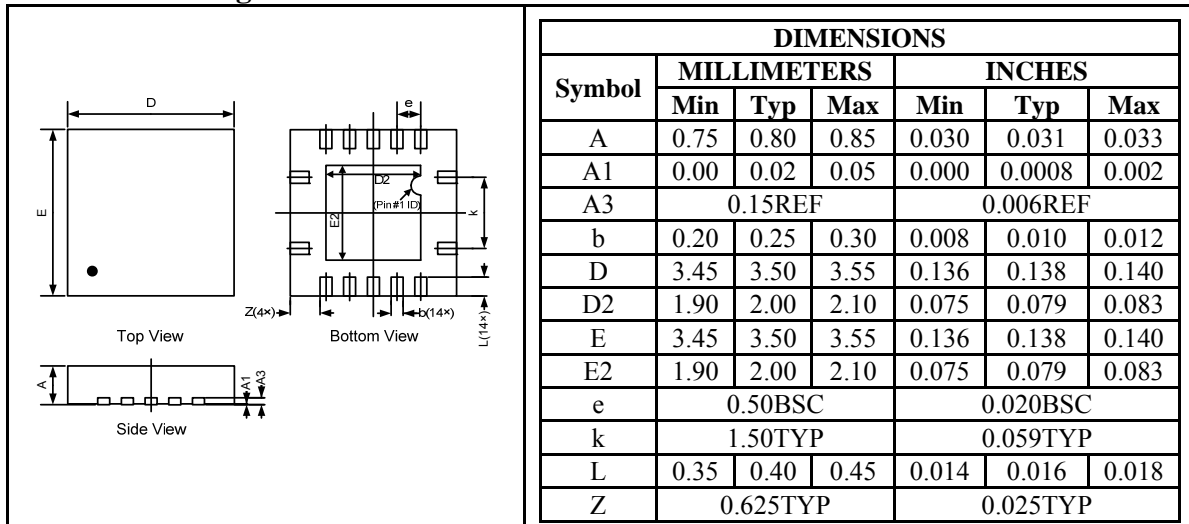 D
E
Top View
e
D2
(Pin#1 ID)
E2
k
Z(4×)
b(14×)
L(14×)
Bottom View
A
A1
A3
Side View
DIMENSIONS
Symbol MILLIMETERS INCHES
Min Typ Max Min Typ Max
A 0.75 0.80 0.85 0.030 0.031 0.033
A1 0.00 0.02 0.05 0.000 0.0008 0.002
A3 0.15REF 0.006REF
b 0.20 0.25 0.30 0.008 0.010 0.012
D 3.45 3.50 3.55 0.136 0.138 0.140
D2 1.90 2.00 2.10 0.075 0.079 0.083
E 3.45 3.50 3.55 0.135 0.138 0.140
E2 1.90 2.00 2.10 0.075 0.079 0.083
e 0.50BSC 0.020BSC
k 1.50TYP 0.059TYP
L 0.35 0.40 0.45 0.014 0.016 0.018
Z 0.625TYP 0.025TYP